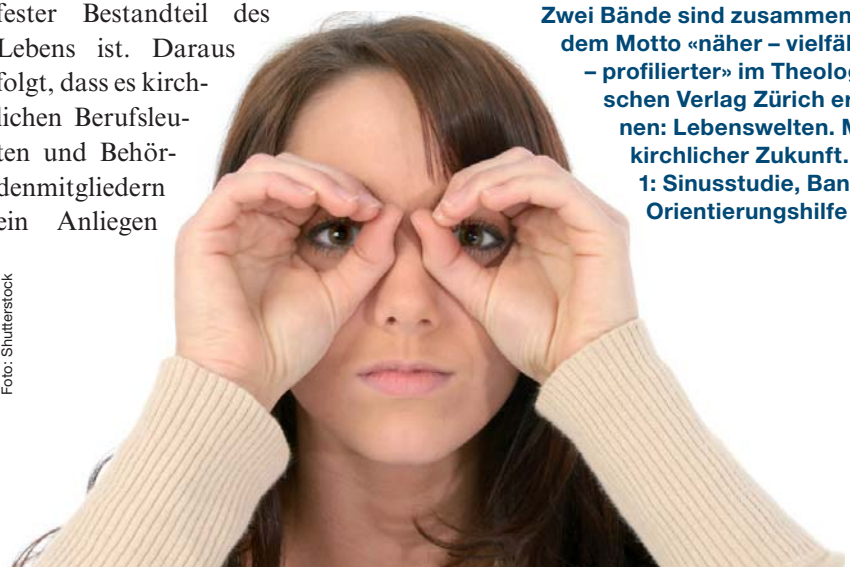 fester Bestandteil des
Lebens ist. Daraus
folgt, dass es kirch-
lichen Berufsleu-
ten und Behör-
denmitgliedern
ein Anliegen
Foto: Shutterstock
Zwei Bände sind zusammen
dem Motto «näher – vielfäl
– profilierter» im Theolog
schen Verlag Zürich er
nen: Lebenswelten. M
kirchlicher Zukunft.
1: Sinusstudie, Ban
Orientierungshilfe